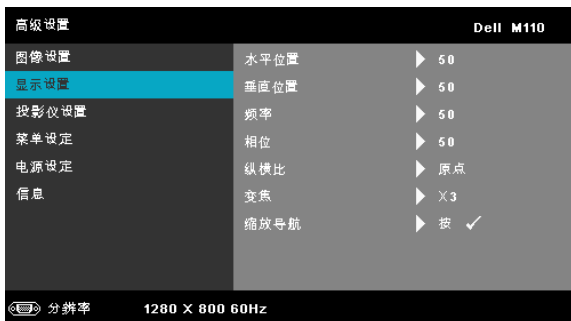 高级设置 Dell M110
图像设置
显示设置
投影仪设置
菜单设定
电源设定
信息
水平位置 50
垂直位置 50
频率 50
相位 50
纵横比 原点
变焦 X3
缩放导航 按 ✓
分辨率 1280 X 800 60Hz